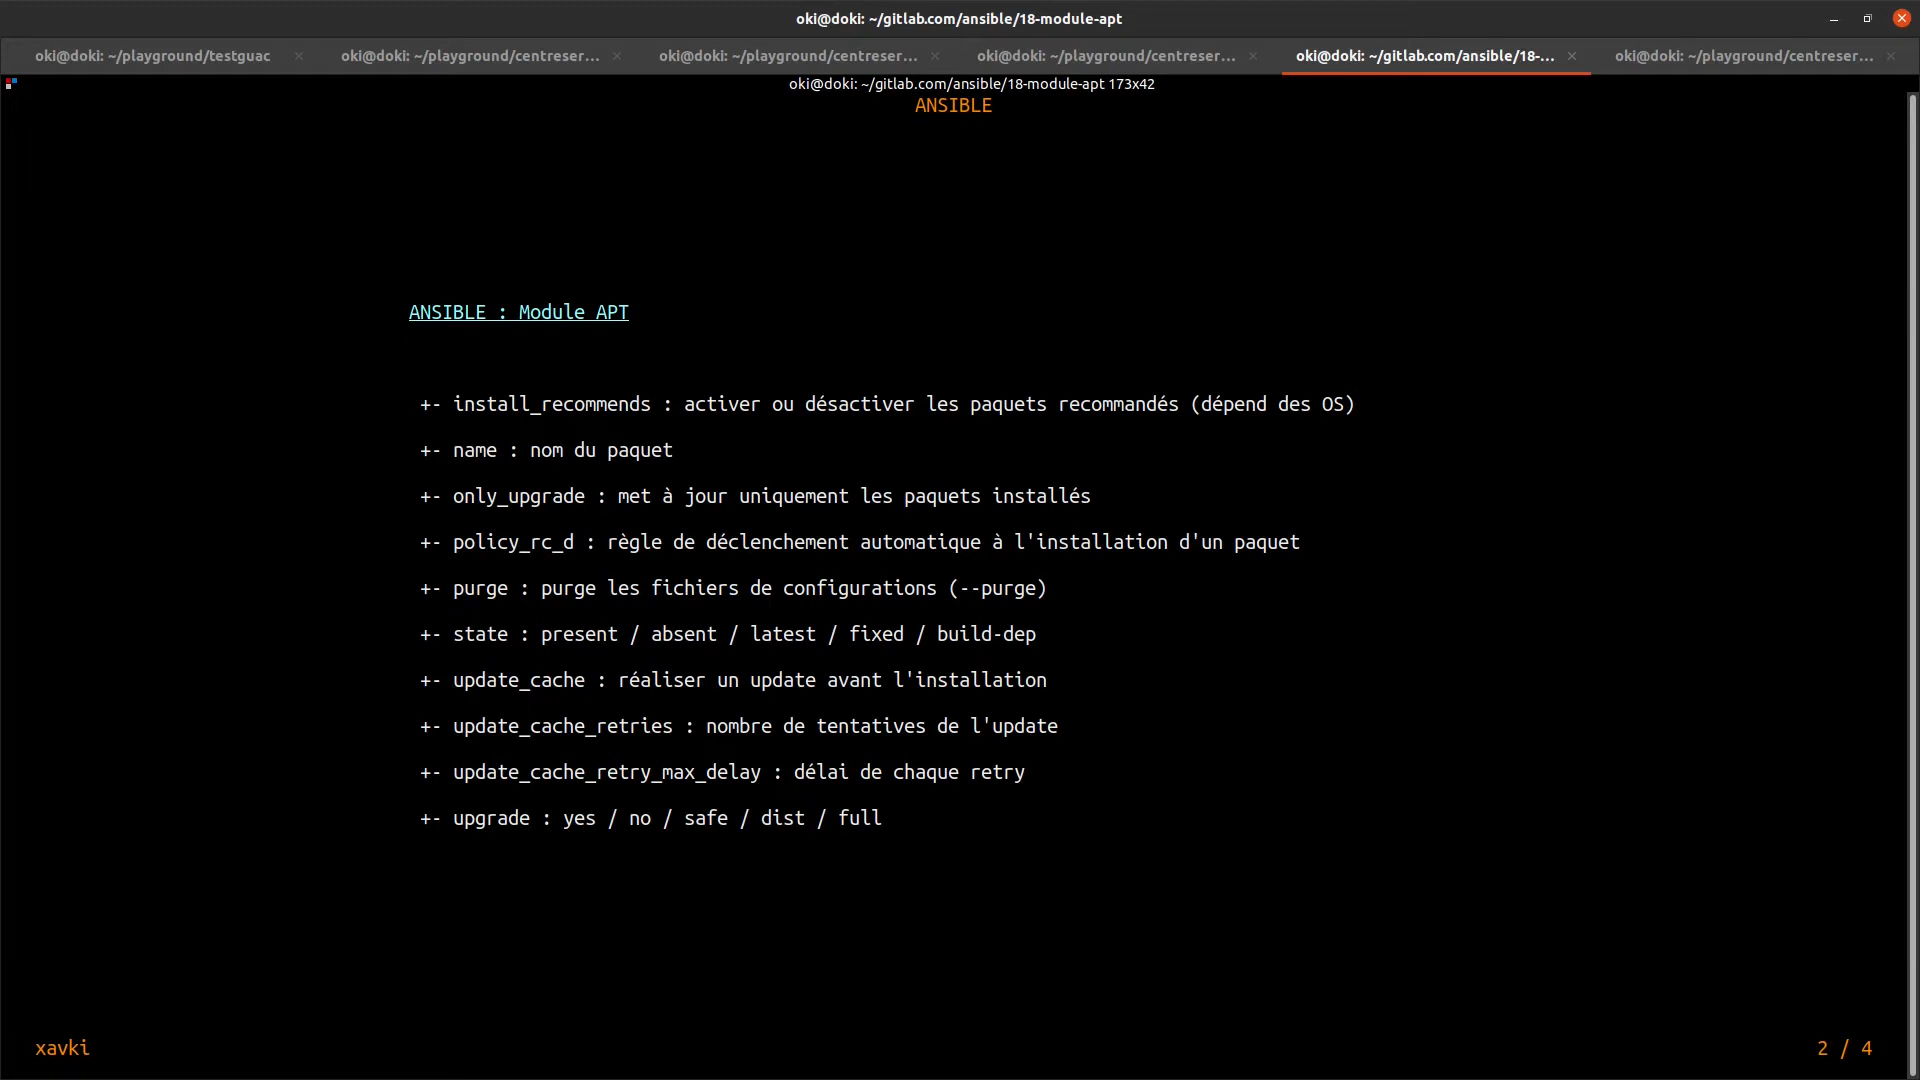 oki@doki: ~/gitlab.com/ansible/18-module-apt
oki@doki: ~/playground/testguac
oki@doki: ~/playground/centreser...
oki@doki: ~/playground/centreser...
oki@doki: ~/playground/centreser...
oki@doki: ~/gitlab.com/ansible/18-...
oki@doki: ~/playground/centreser...
oki@doki: ~/gitlab.com/ansible/18-module-apt 173x42
ANSIBLE
ANSIBLE : Module APT
+- install_recommends : activer ou désactiver les paquets recommandés (dépend des OS)
+- name : nom du paquet
+- only_upgrade : met à jour uniquement les paquets installés
+- policy_rc_d : règle de déclenchement automatique à l'installation d'un paquet
+- purge : purge les fichiers de configurations (--purge)
+- state : present / absent / latest / fixed / build-dep
+- update_cache : réaliser un update avant l'installation
+- update_cache_retries : nombre de tentatives de l'update
+- update_cache_retry_max_delay : délai de chaque retry
+- upgrade : yes / no / safe / dist / full
xavki
2 / 4